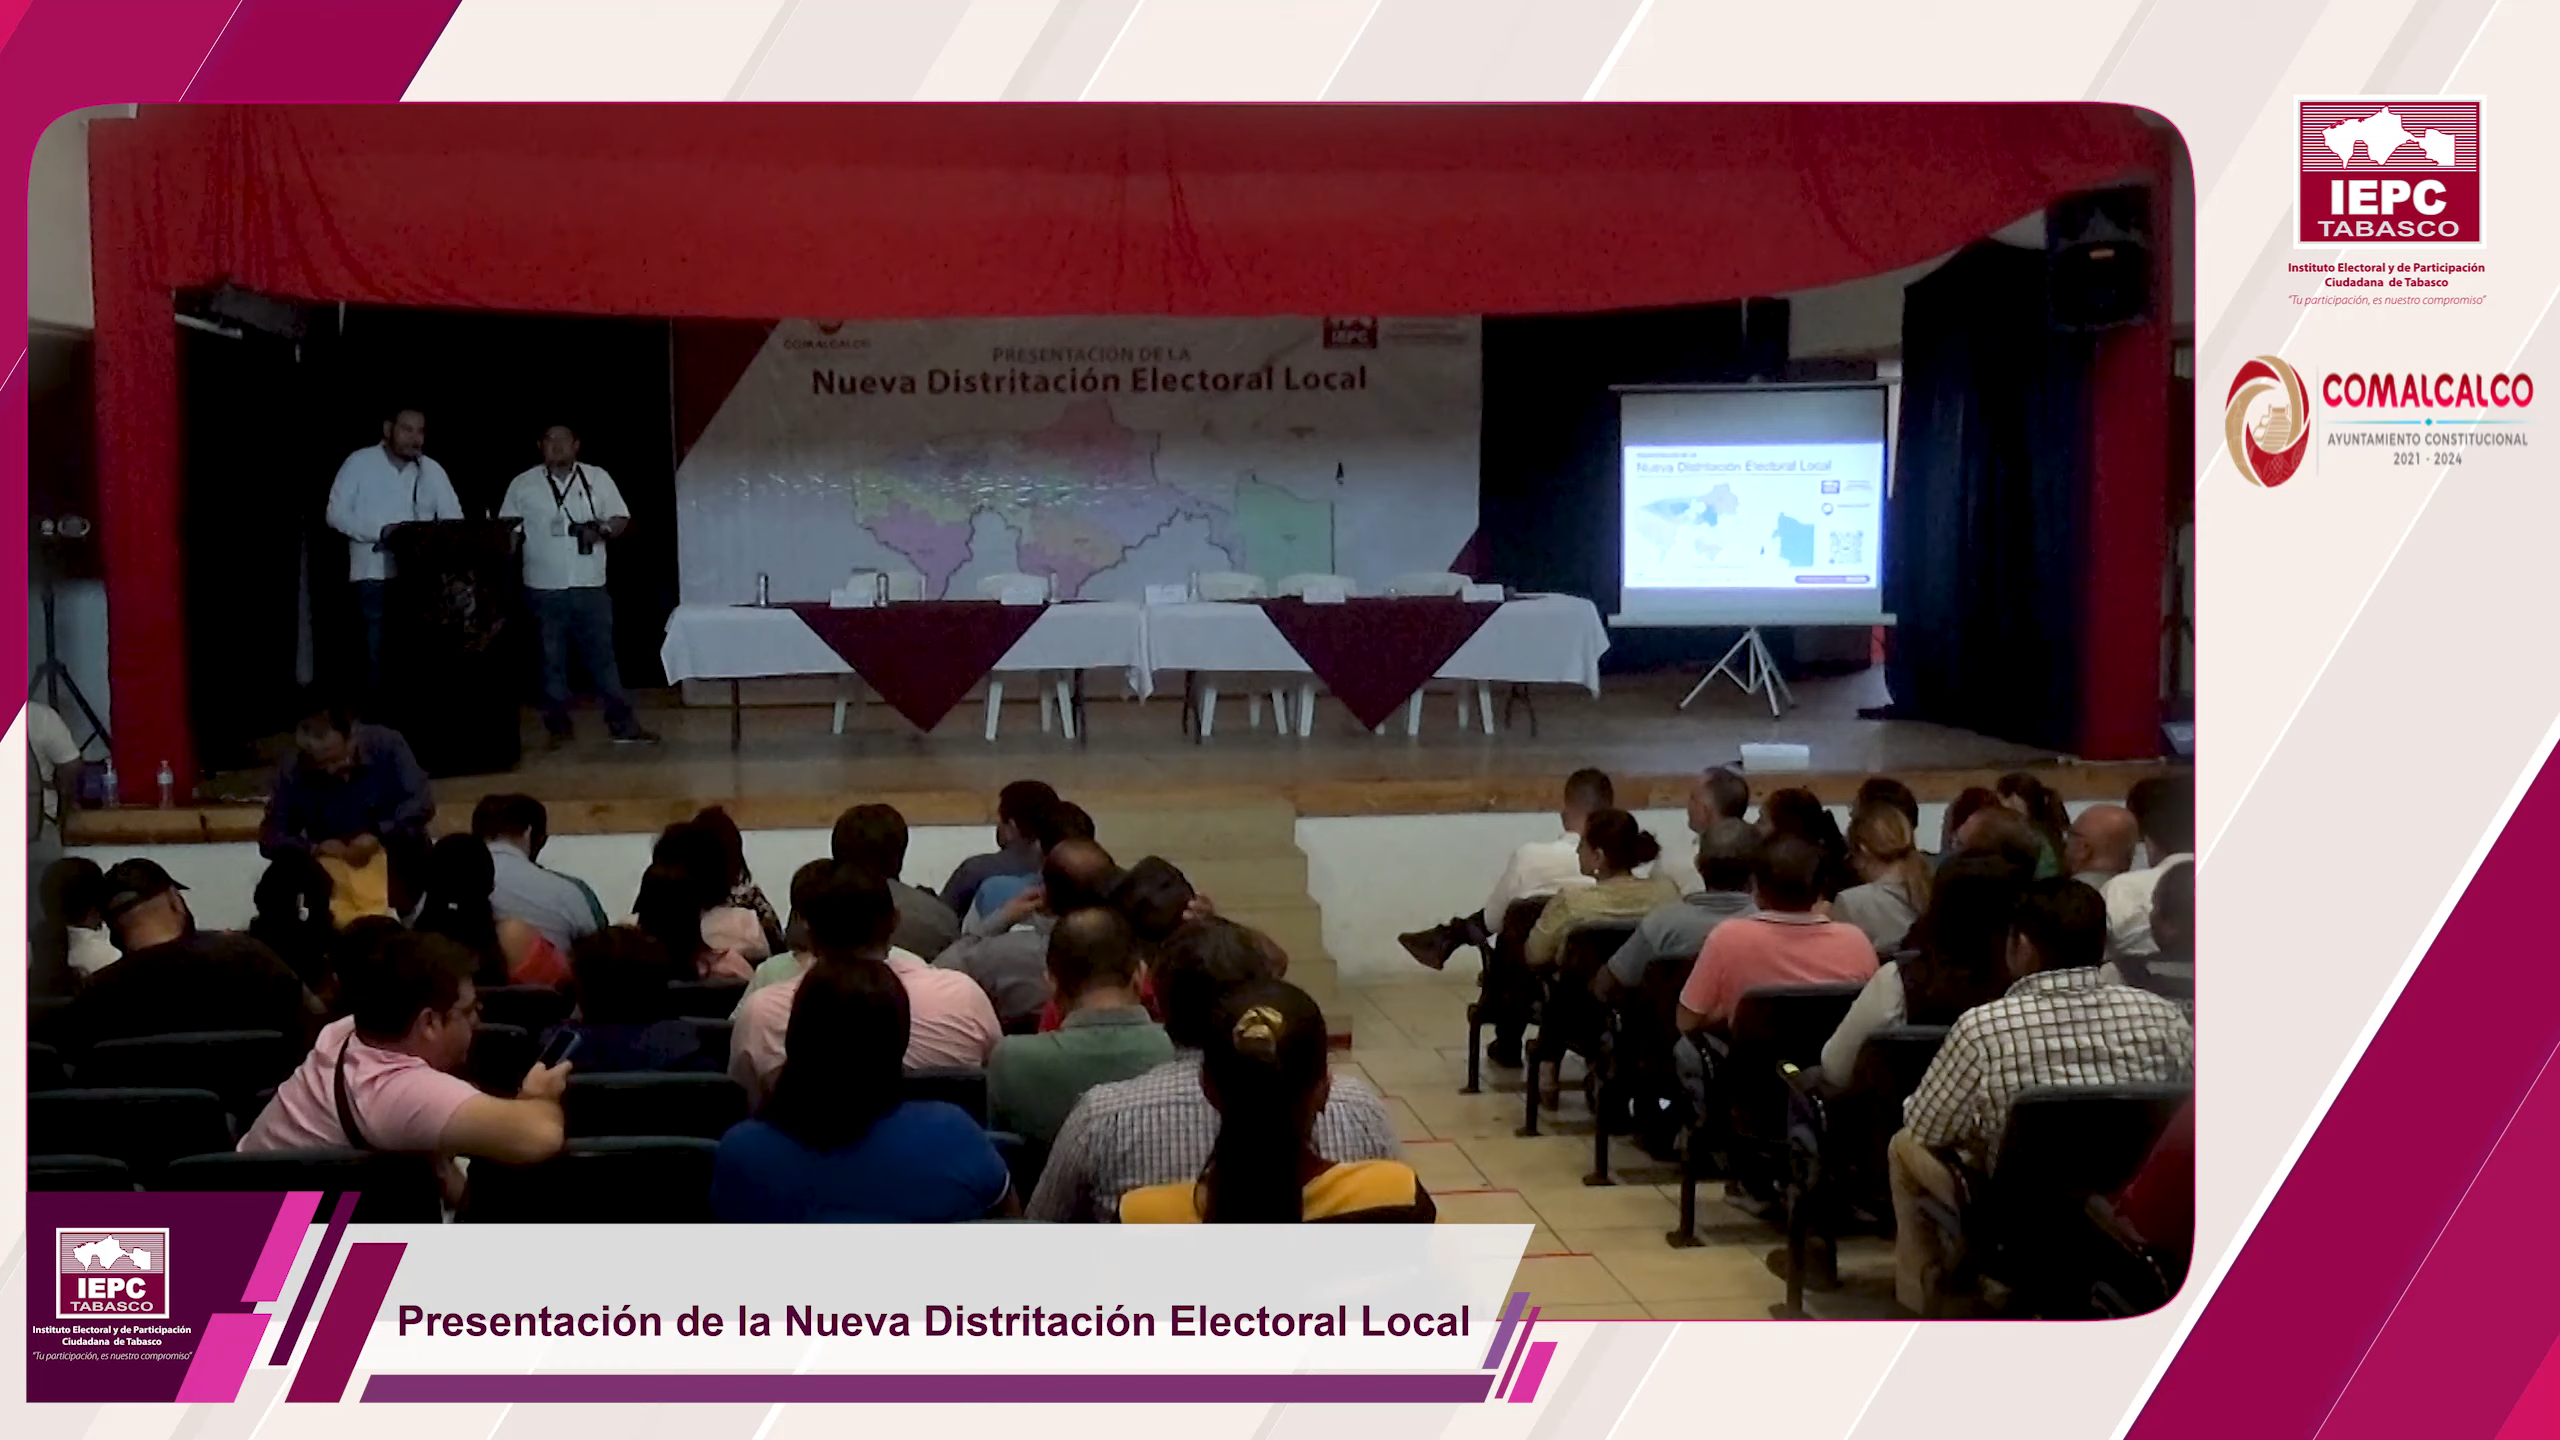 IEPC
TABASCO
Instituto Electoral y de Participación
Ciudadana de Tabasco
"Tu participación, es nuestro compromiso"
COMALCALCO
AYUNTAMIENTO CONSTITUCIONAL
2021 - 2024
COMALCALCO
IEPC
PRESENTACIÓN DE LA
Nueva Distritación Electoral Local
Nueva Distritación Electoral Local
IEPC
TABASCO
Instituto Electoral y de Participación
Ciudadana de Tabasco
"Tu participación, es nuestro compromiso"
Presentación de la Nueva Distritación Electoral Local